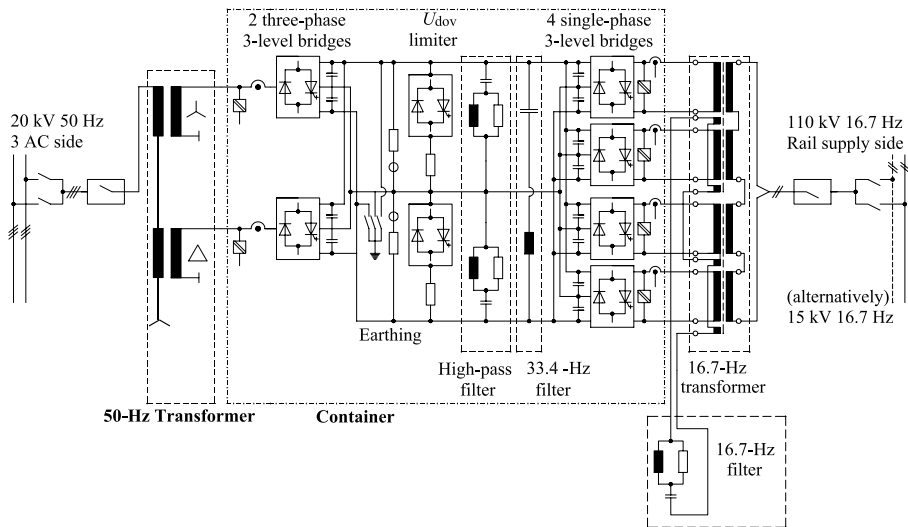 2 three-phase
3-level bridges
Udov
limiter
4 single-phase
3-level bridges
20 kV 50 Hz
3 AC side
110 kV 16.7 Hz
Rail supply side
(alternatively)
15 kV 16.7 Hz
Earthing
High-pass
filter
33.4 -Hz
filter
16.7-Hz
transformer
50-Hz Transformer
Container
16.7-Hz
filter